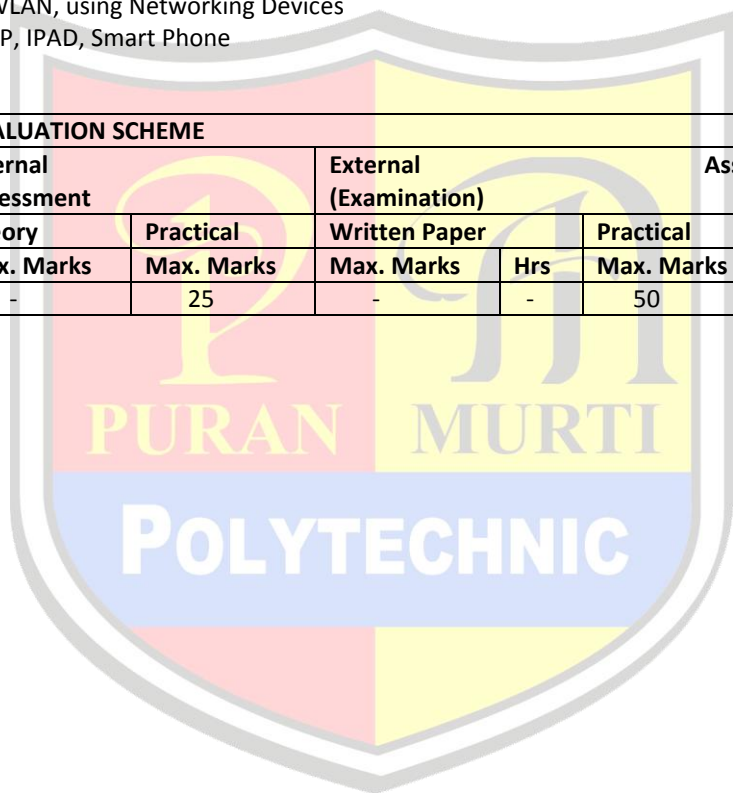 WLAN, using Networking Devices
P, IPAD, Smart Phone
ALUATION SCHEME
ernal External Ass
essment (Examination)
eory Practical Written Paper Practical
x. Marks Max. Marks Max. Marks Hrs Max. Marks
- 25 - - 50
PURAN MURTI
POLYTECHNIC